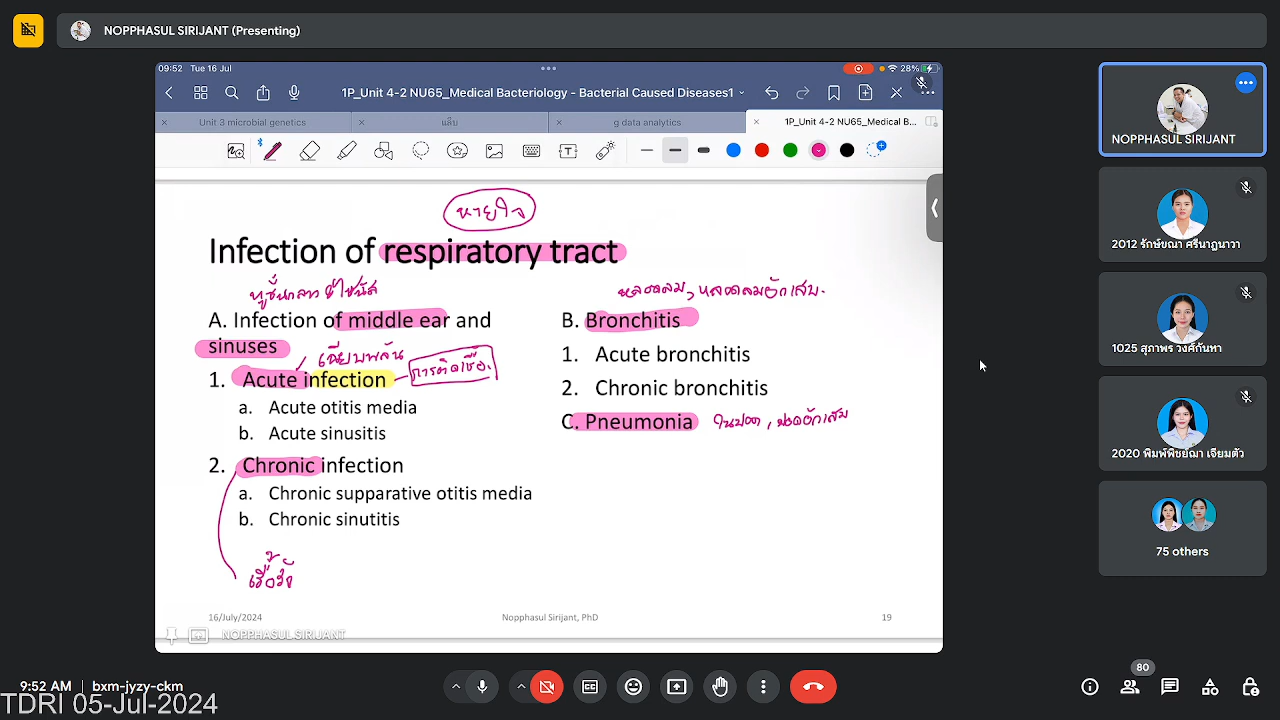 NOPPHASUL SIRIJANT (Presenting)
09:52 Tue 16 Jul
28%
1P_Unit 4-2 NU65_Medical Bacteriology - Bacterial Caused Diseases1
Unit 3 microbial genetics
แล็บ
g data analytics
1P_Unit 4-2 NU65_Medical B...
หายใจ
Infection of respiratory tract
หูชั้นกลาง
A. Infection of middle ear and
sinuses
เฉียบพลัน
1. Acute infection
การติดเชื้อ
a. Acute otitis media
b. Acute sinusitis
2. Chronic infection
a. Chronic supparative otitis media
b. Chronic sinutitis
เรื้อรัง
หลอดลม, หลอดลมอักเสบ.
B. Bronchitis
1. Acute bronchitis
2. Chronic bronchitis
C. Pneumonia ในปอด, ปอดอักเสบ
16/July/2024
Nopphasul Sirijant, PhD
19
NOPPHASUL SIRIJANT
NOPPHASUL SIRIJANT
2012 รักษ์ขณา ศรีนาฎนาวา
1025 สุภาพร วงศ์กันหา
2020 พิมพ์พิชย์ฌา เจียมตัว
75 others
9:52 AM
bxm-jyzy-ckm
80
TDRI 05-Jul-2024